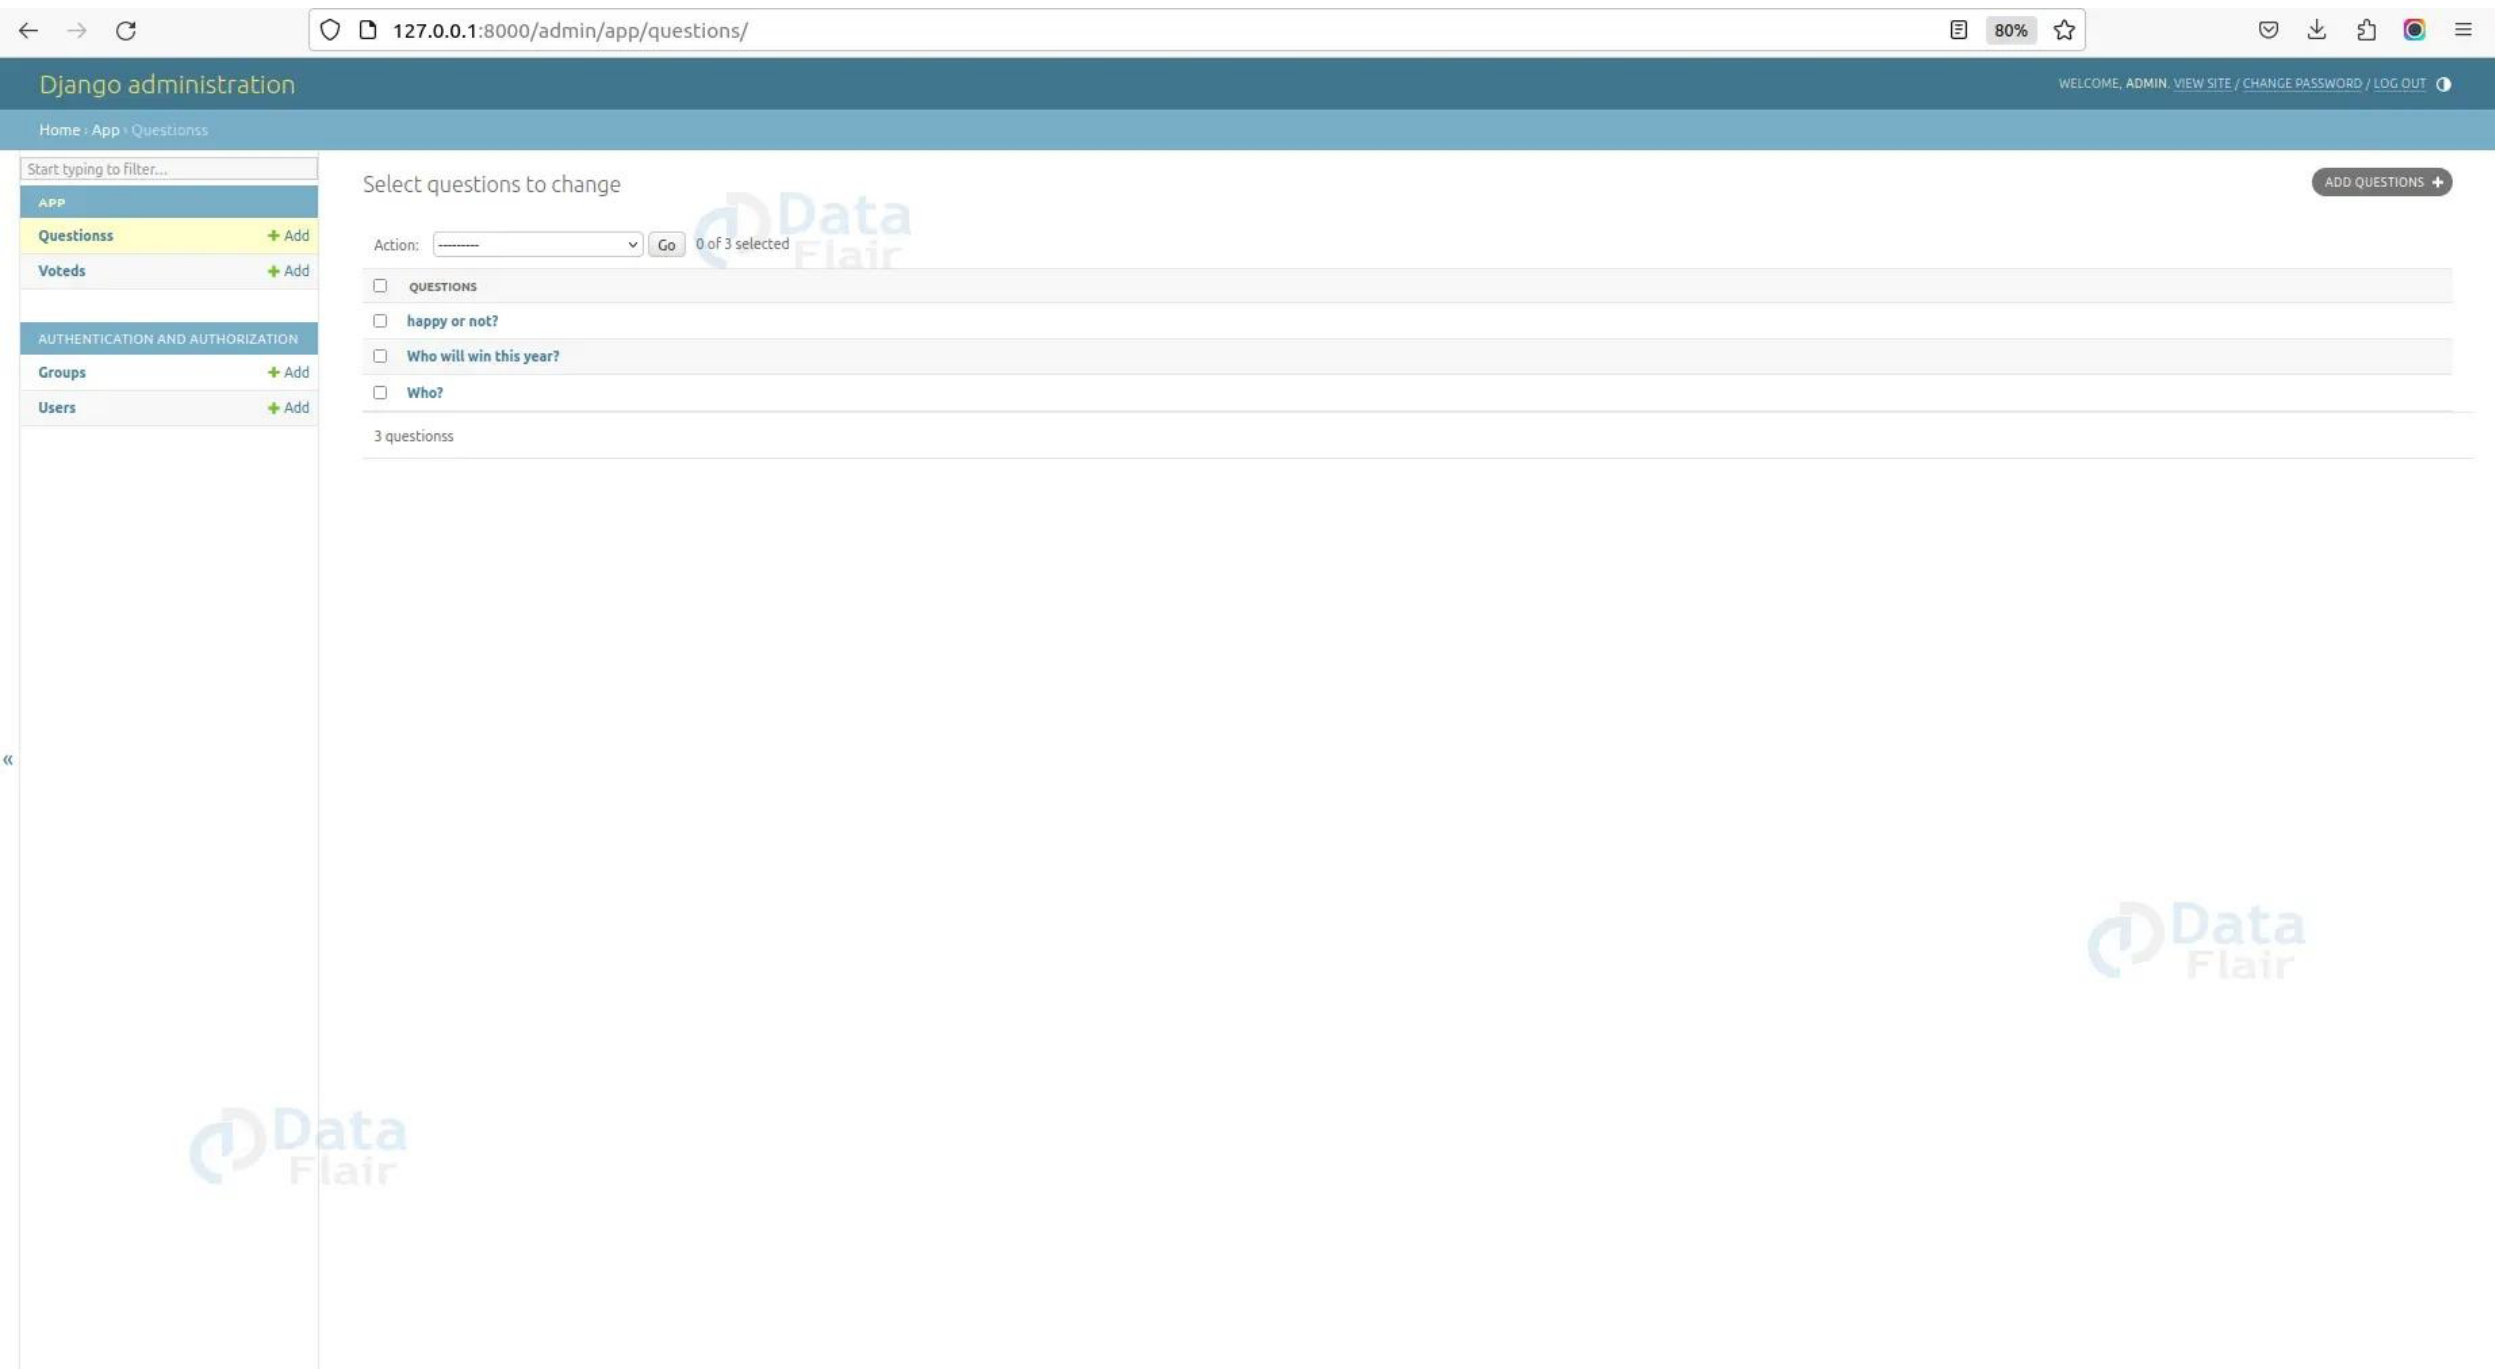 127.0.0.1:8000/admin/app/questions/
80%
Django administration
WELCOME, ADMIN. VIEW SITE / CHANGE PASSWORD / LOG OUT
Home › App › Questionss
Start typing to filter...
APP
Questionss + Add
Voteds + Add
AUTHENTICATION AND AUTHORIZATION
Groups + Add
Users + Add
Select questions to change
ADD QUESTIONS +
Action: --------- Go 0 of 3 selected
QUESTIONS
happy or not?
Who will win this year?
Who?
3 questionss
«
Data
Flair
Data
Flair
Data
Flair